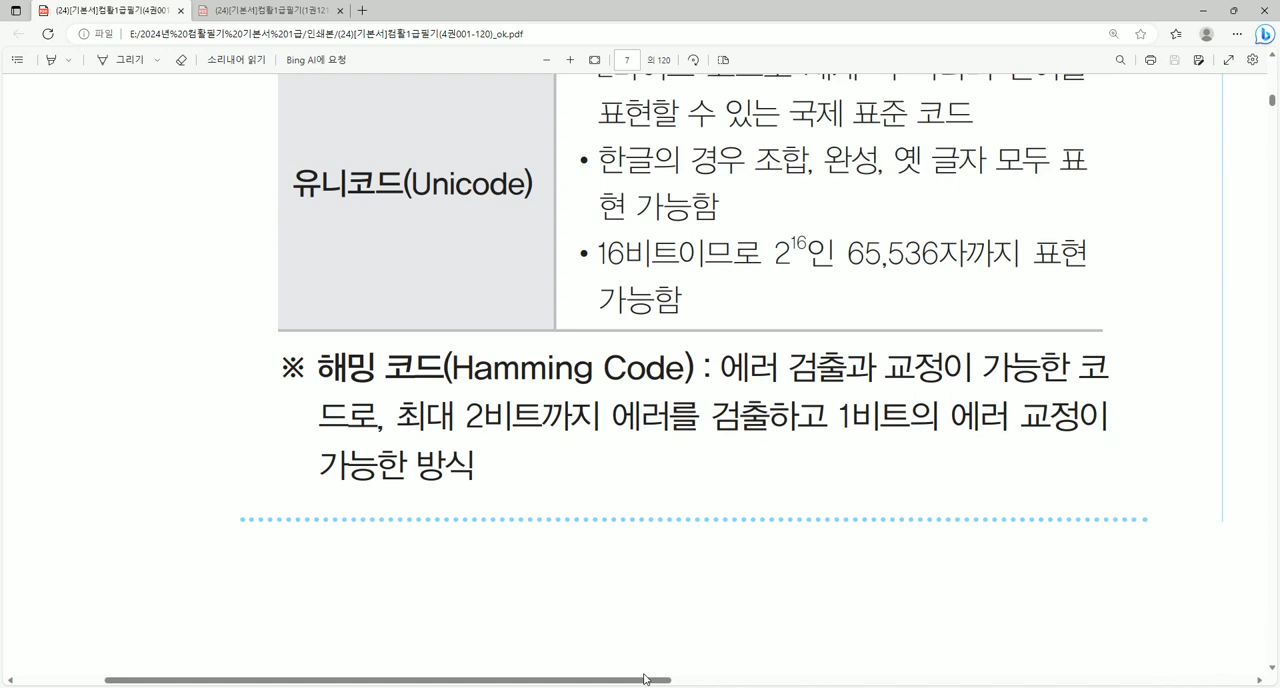 (24)[기본서]컴활1급필기(4권001
(24)[기본서]컴활1급필기(1권121
파일
E:/2024년%20컴활필기%20기본서%201급/인쇄본/(24)[기본서]컴활1급필기(4권001-120)_ok.pdf
그리기
소리내어 읽기
Bing AI에 요청
7
의 120
표현할 수 있는 국제 표준 코드
유니코드(Unicode)
• 한글의 경우 조합, 완성, 옛 글자 모두 표
현 가능함
• 16비트이므로 2¹⁶인 65,536자까지 표현
가능함
※ 해밍 코드(Hamming Code) : 에러 검출과 교정이 가능한 코
드로, 최대 2비트까지 에러를 검출하고 1비트의 에러 교정이
가능한 방식